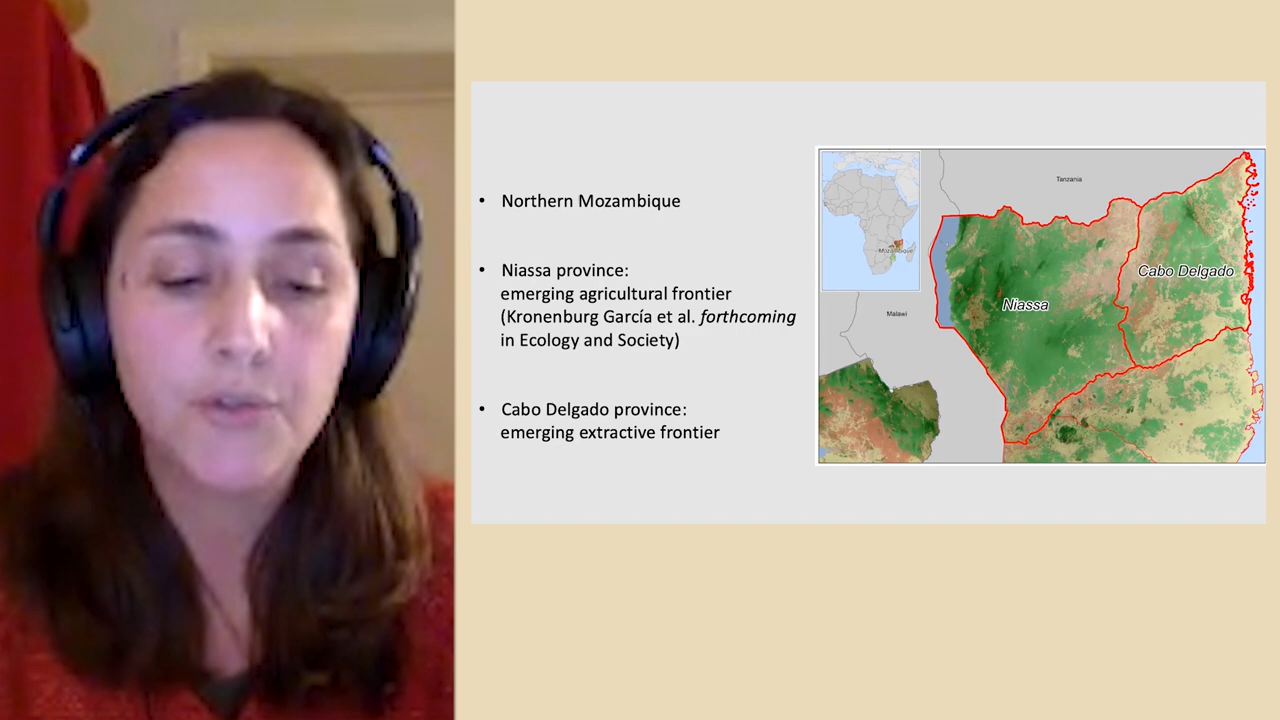 • Northern Mozambique
• Niassa province:
emerging agricultural frontier
(Kronenburg García et al. forthcoming
in Ecology and Society)
• Cabo Delgado province:
emerging extractive frontier
Tanzania
Mozambique
Cabo Delgado
Niassa
Malawi